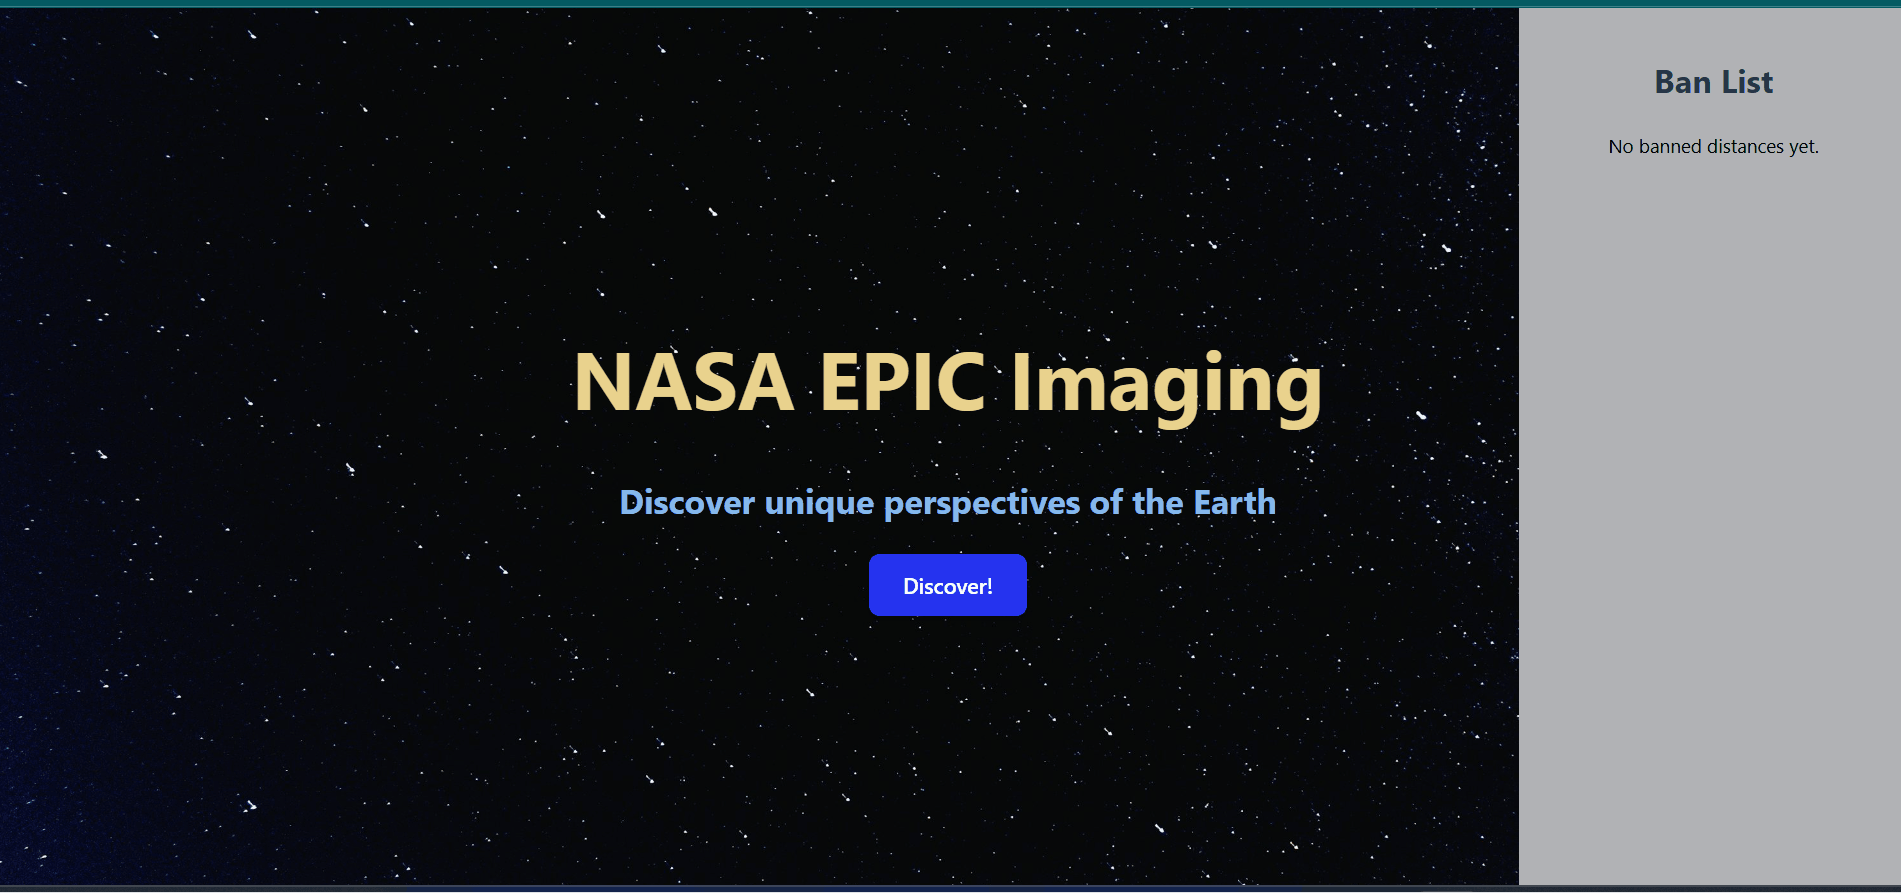 NASA EPIC Imaging
Discover unique perspectives of the Earth
Discover!
Ban List
No banned distances yet.